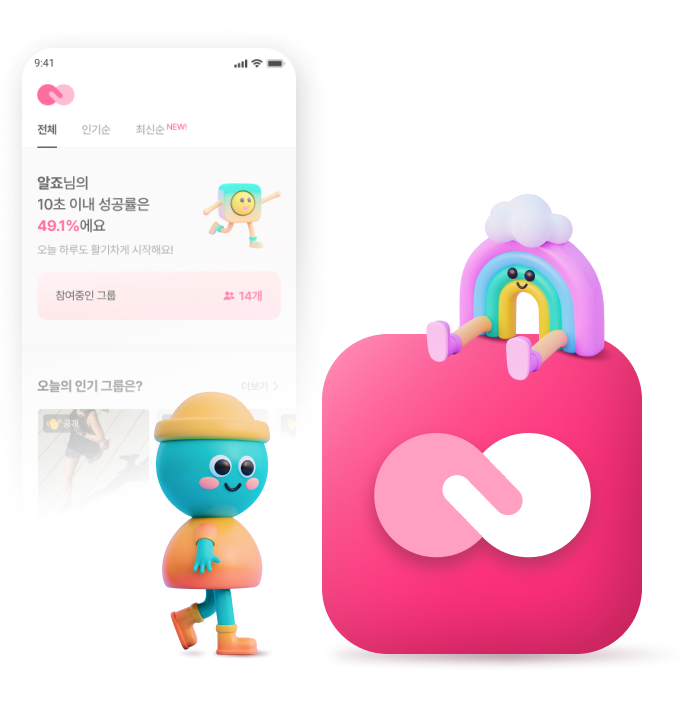 9:41
전체 인기순 최신순 NEW!
알죠님의
10초 이내 성공률은
49.1%에요
오늘 하루도 활기차게 시작해요!
참여중인 그룹 14개
오늘의 인기 그룹은? 더보기
공개